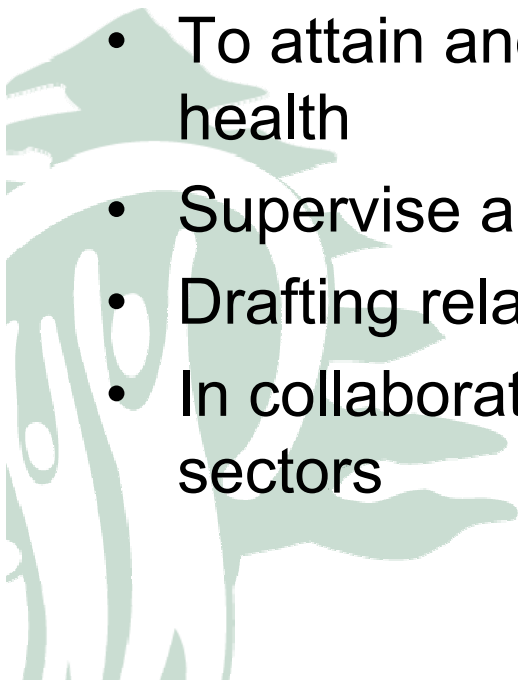 • To attain and
health
• Supervise a
• Drafting rela
• In collaborat
sectors